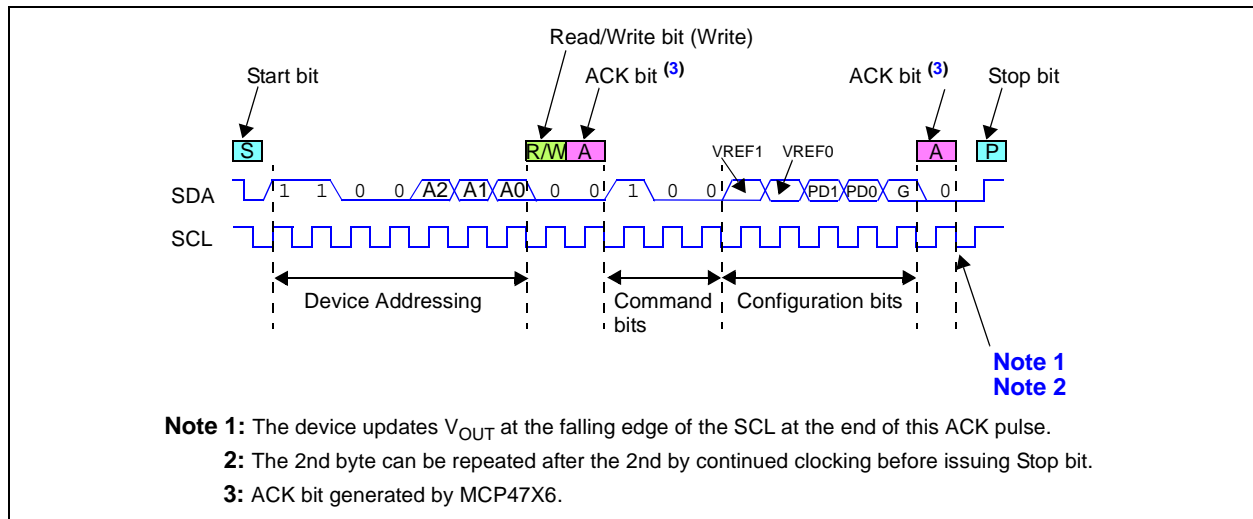 Read/Write bit (Write)
Start bit
ACK bit (3)
ACK bit (3)
Stop bit
S
R/W
A
A
P
VREF1
VREF0
SDA
1 1 0 0 A2 A1 A0 0 0 1 0 0 PD1 PD0 G 0
SCL
Device Addressing
Command
bits
Configuration bits
Note 1
Note 2
Note 1: The device updates VOUT at the falling edge of the SCL at the end of this ACK pulse.
2: The 2nd byte can be repeated after the 2nd by continued clocking before issuing Stop bit.
3: ACK bit generated by MCP47X6.